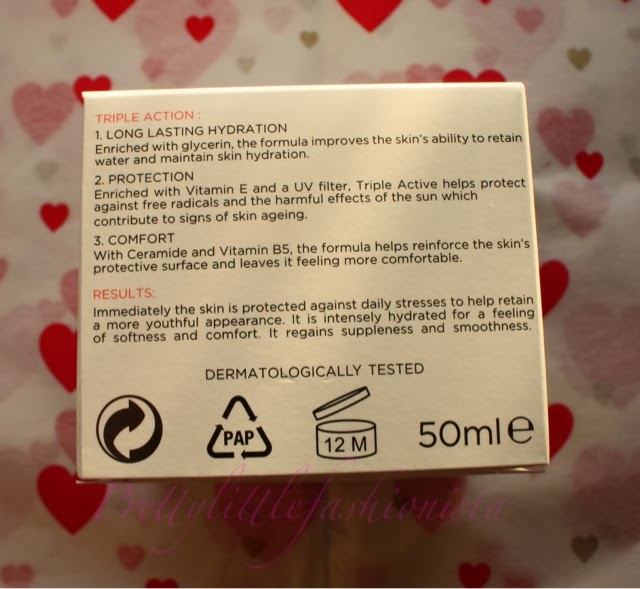 TRIPLE ACTION :
1. LONG LASTING HYDRATION
Enriched with glycerin, the formula improves the skin's ability to retain
water and maintain skin hydration.
2. PROTECTION
Enriched with Vitamin E and a UV filter, Triple Active helps protect
against free radicals and the harmful effects of the sun which
contribute to signs of skin ageing.
3. COMFORT
With Ceramide and Vitamin B5, the formula helps reinforce the skin's
protective surface and leaves it feeling more comfortable.
RESULTS:
Immediately the skin is protected against daily stresses to help retain
a more youthful appearance. It is intensely hydrated for a feeling
of softness and comfort. It regains suppleness and smoothness.
DERMATOLOGICALLY TESTED
PAP
12 M
50ml e
Prettylittlefashionista